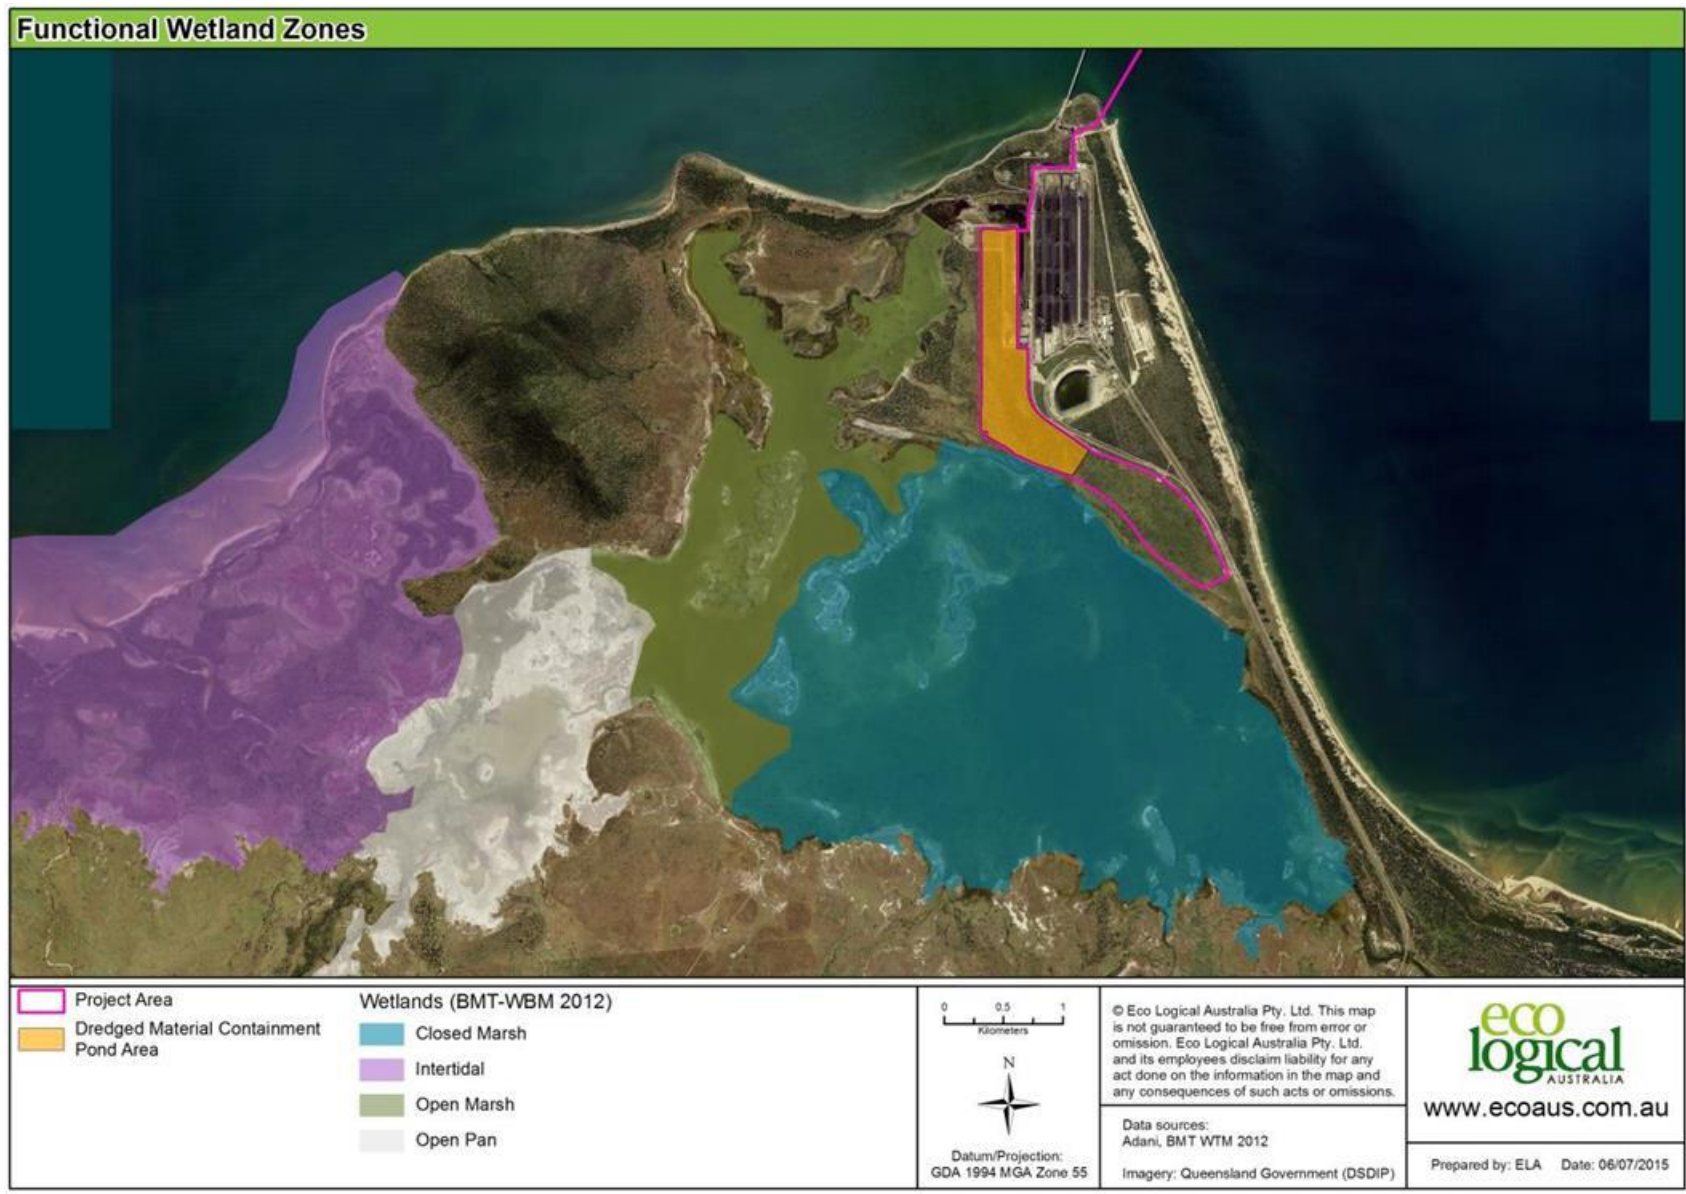 Functional Wetland Zones
Project Area
Dredged Material Containment
Pond Area
Wetlands (BMT-WBM 2012)
Closed Marsh
Intertidal
Open Marsh
Open Pan
0 0.5 1
Kilometers
N
Datum/Projection:
GDA 1994 MGA Zone 55
© Eco Logical Australia Pty. Ltd. This map
is not guaranteed to be free from error or
omission. Eco Logical Australia Pty. Ltd.
and its employees disclaim liability for any
act done on the information in the map and
any consequences of such acts or omissions.
Data sources:
Adani, BMT WTM 2012
Imagery: Queensland Government (DSDIP)
eco
logical
AUSTRALIA
www.ecoaus.com.au
Prepared by: ELA Date: 06/07/2015